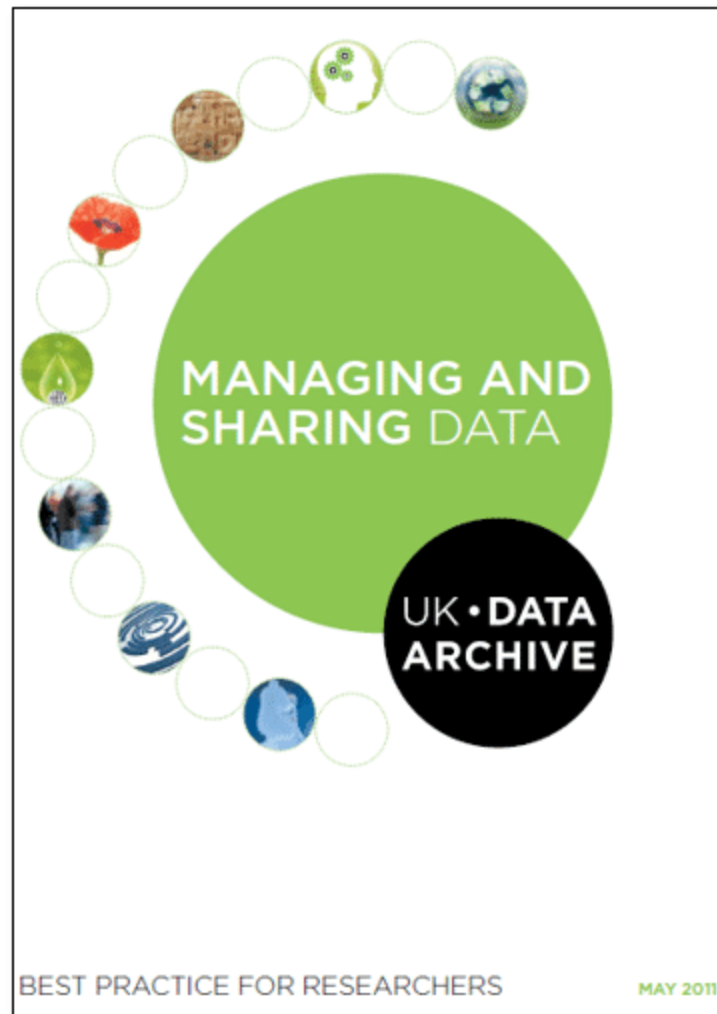 MANAGING AND
SHARING DATA
UK • DATA
ARCHIVE
BEST PRACTICE FOR RESEARCHERS
MAY 2011